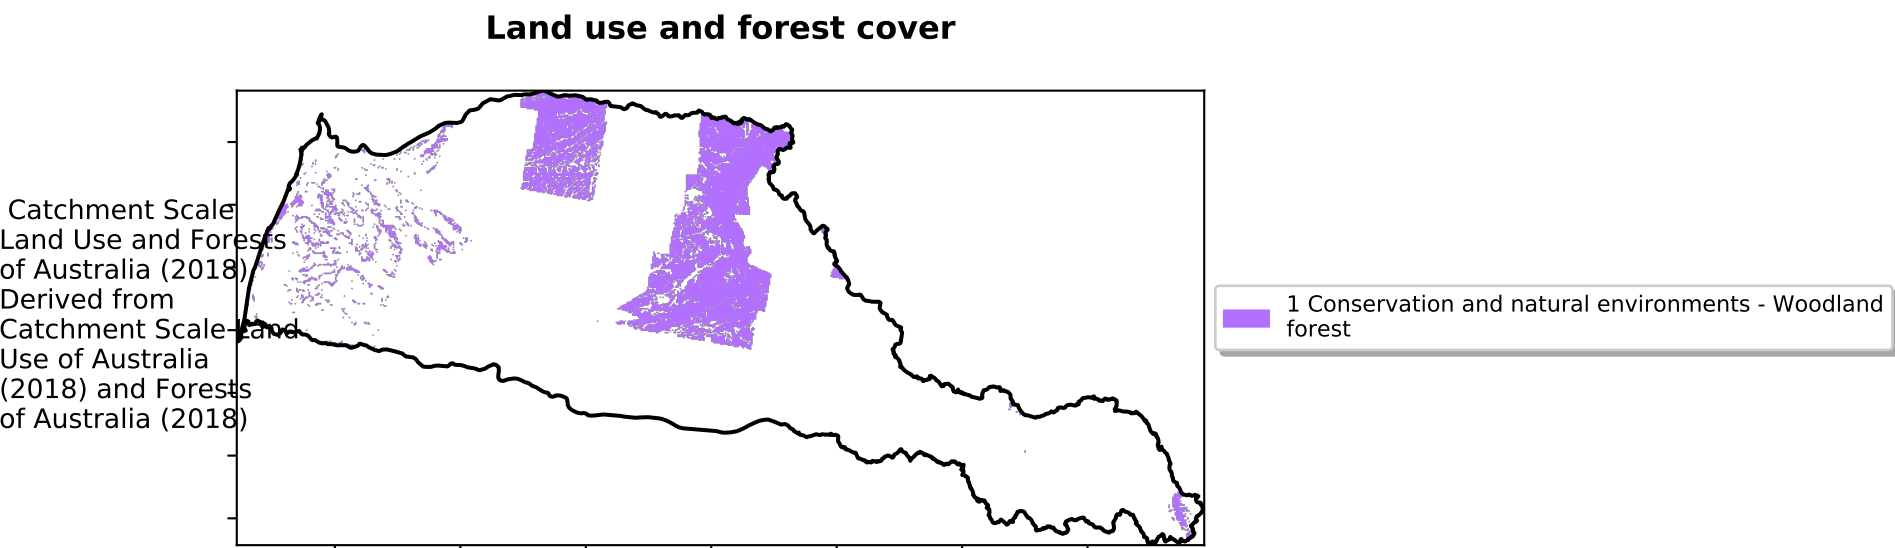 Land use and forest cover
Catchment Scale
Land Use and Forests
of Australia (2018)
Derived from
Catchment Scale Land
Use of Australia
(2018) and Forests
of Australia (2018)
1 Conservation and natural environments - Woodland
forest